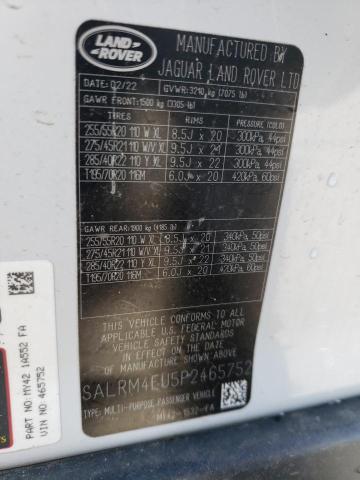 LAND
ROVER
MANUFACTURED BY
JAGUAR LAND ROVER LTD
DATE: 02/22 GVWR: 3210 kg (7075 lb)
GAWR FRONT: 1500 kg (3305 lb)
TIRES RIMS PRESSURE (COLD)
255/55R20 110 W XL 8.5J x 20 300kPa, 44psi
275/45R21 110 W/V XL 9.5J x 21 300kPa, 44psi
285/40R22 110 Y XL 9.5J x 22 300kPa, 44psi
T195/70R20 116M 6.0J x 20 420kPa, 60psi
GAWR REAR: 1900 kg (4185 lb)
255/55R20 110 W XL 8.5J x 20 340kPa, 50psi
275/45R21 110 W/V XL 9.5J x 21 340kPa, 50psi
285/40R22 110 Y XL 9.5J x 22 340kPa, 50psi
T195/70R20 116M 6.0J x 20 420kPa, 60psi
THIS VEHICLE CONFORMS TO ALL APPLICABLE
FEDERAL MOTOR VEHICLE SAFETY AND THEFT
PREVENTION STANDARDS IN EFFECT ON THE
DATE OF MANUFACTURE SHOWN ABOVE.
SALRM4EU5P2465752
TYPE: MULTI-PURPOSE PASSENGER VEHICLE
MY42-1532-FA
PART NO: MY42 1A552 FA
VIN NO: 465752